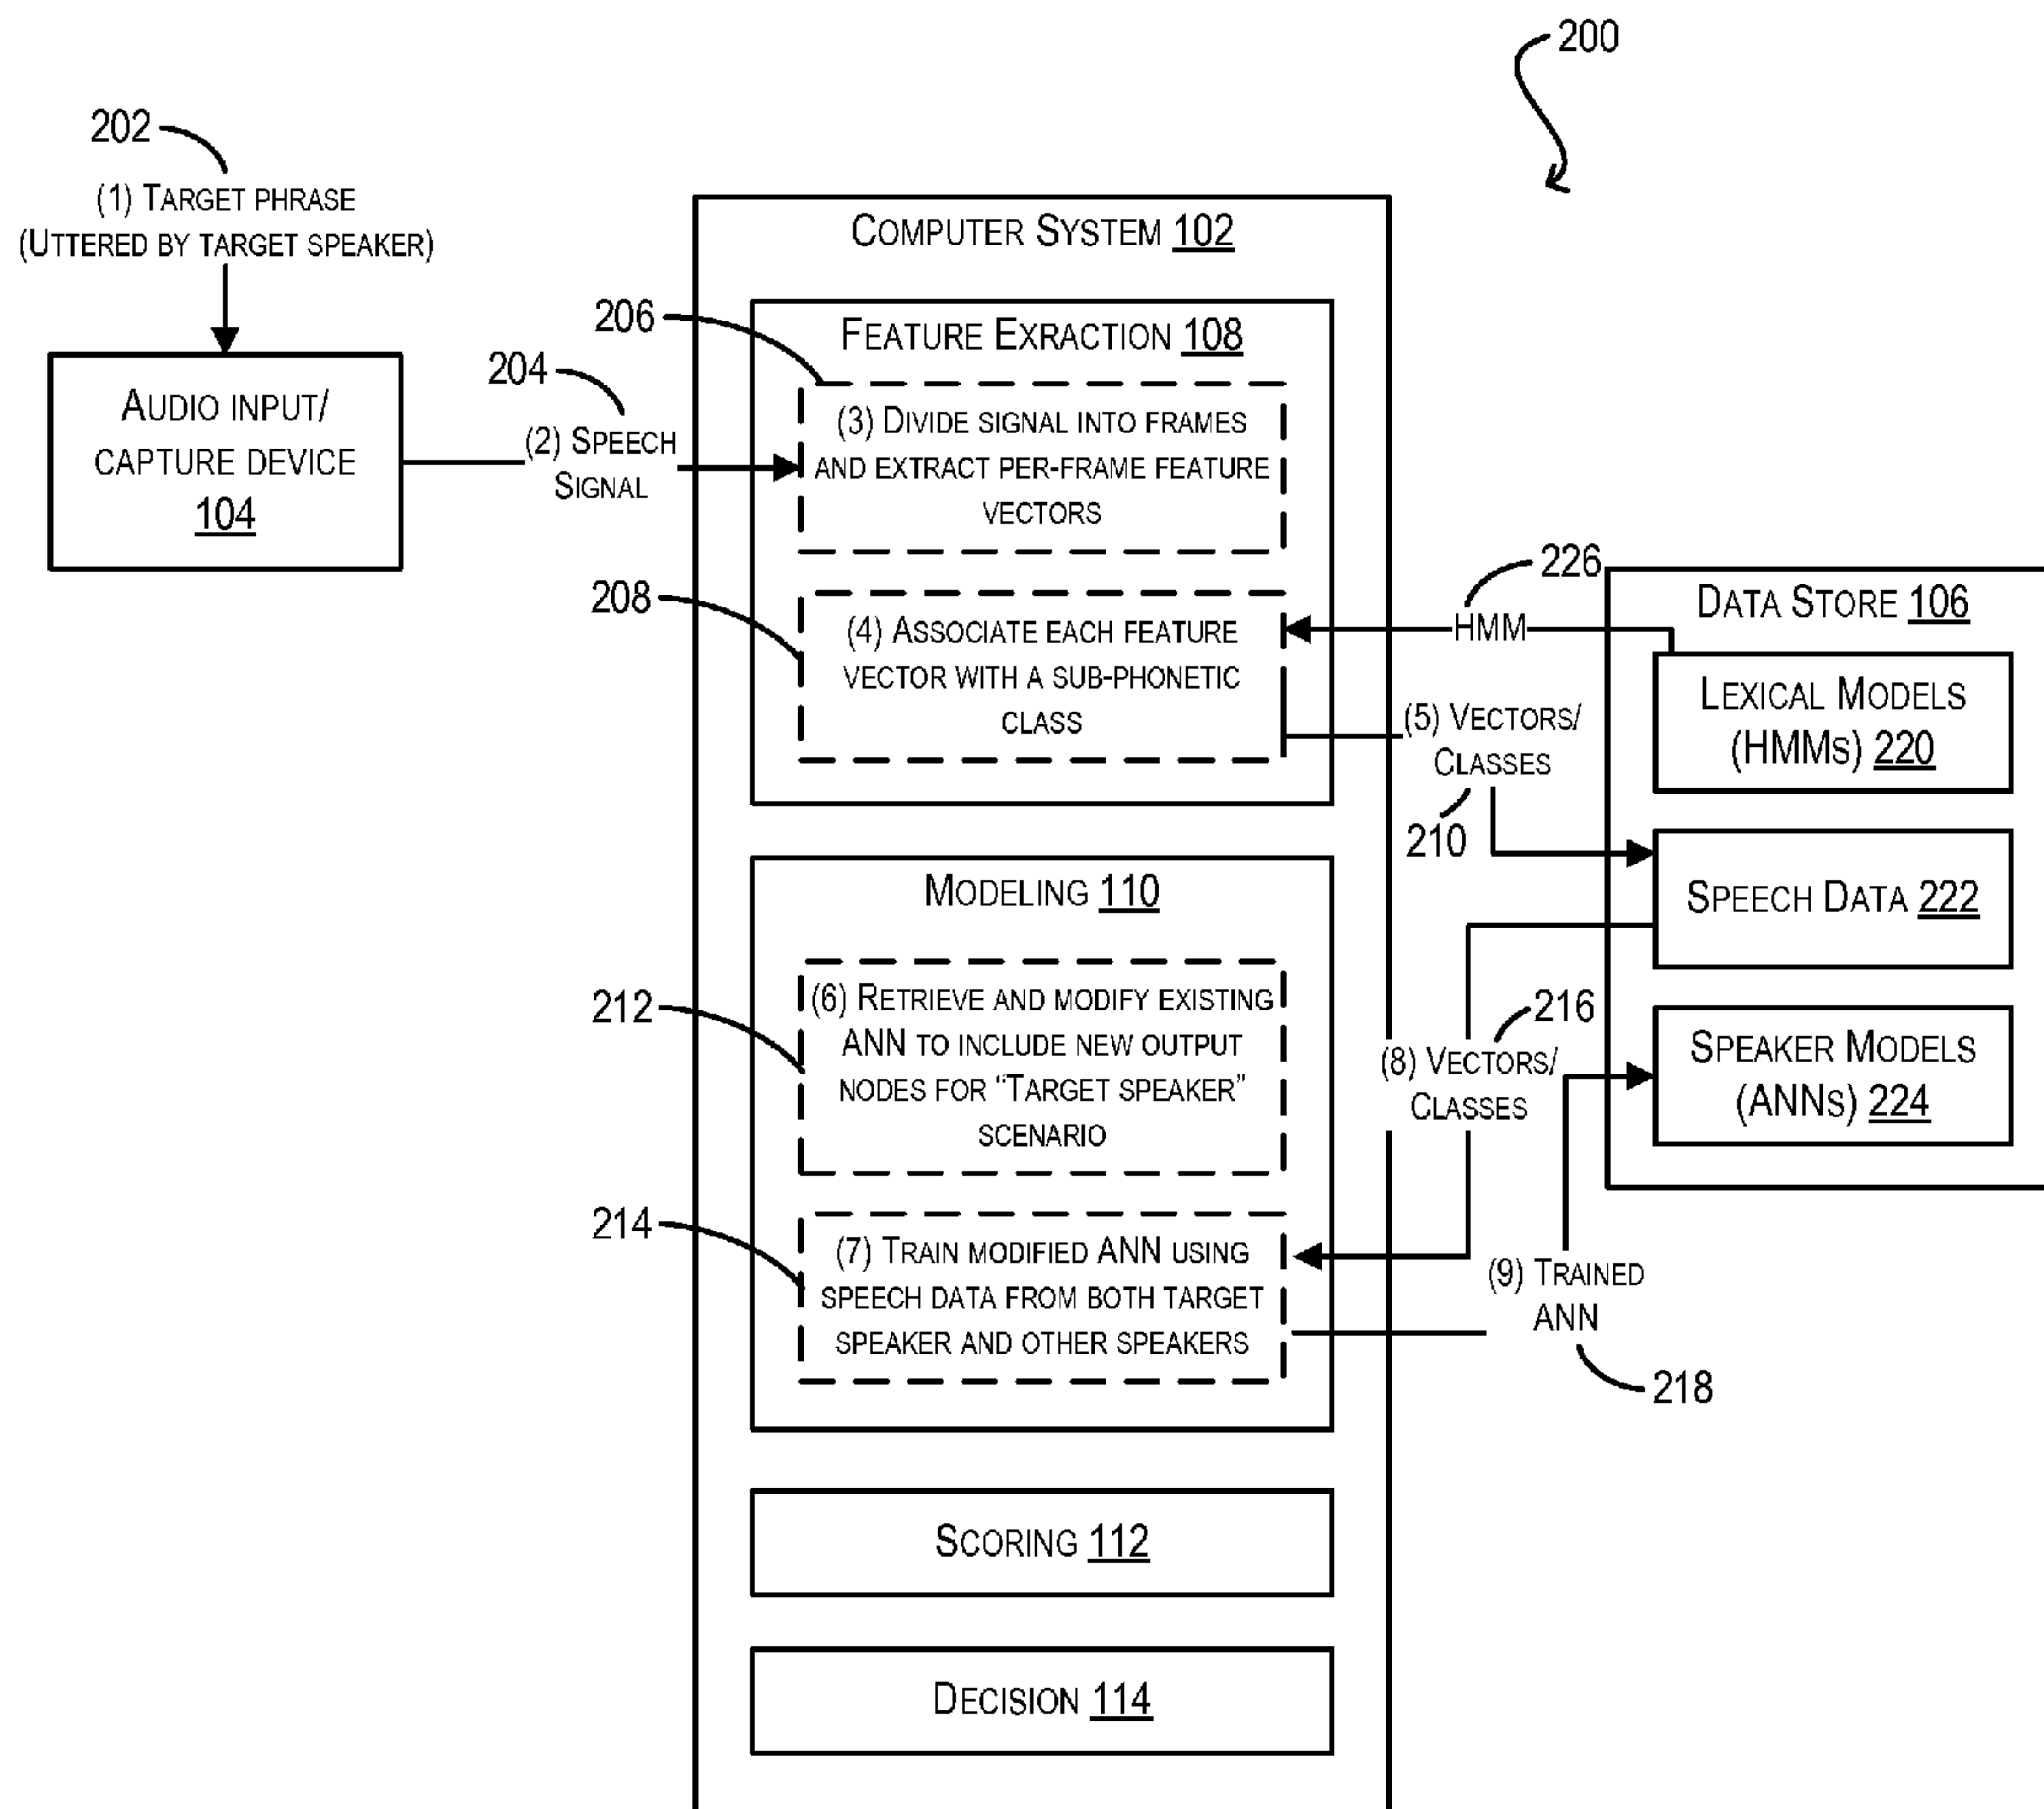 200
202
(1) TARGET PHRASE
(UTTERED BY TARGET SPEAKER)
AUDIO INPUT/
CAPTURE DEVICE
104
204
(2) SPEECH
SIGNAL
COMPUTER SYSTEM 102
206
FEATURE EXRACTION 108
(3) DIVIDE SIGNAL INTO FRAMES
AND EXTRACT PER-FRAME FEATURE
VECTORS
208
(4) ASSOCIATE EACH FEATURE
VECTOR WITH A SUB-PHONETIC
CLASS
226
HMM
(5) VECTORS/
CLASSES
210
DATA STORE 106
LEXICAL MODELS
(HMMS) 220
SPEECH DATA 222
SPEAKER MODELS
(ANNS) 224
MODELING 110
212
(6) RETRIEVE AND MODIFY EXISTING
ANN TO INCLUDE NEW OUTPUT
NODES FOR “TARGET SPEAKER”
SCENARIO
216
(8) VECTORS/
CLASSES
214
(7) TRAIN MODIFIED ANN USING
SPEECH DATA FROM BOTH TARGET
SPEAKER AND OTHER SPEAKERS
(9) TRAINED
ANN
218
SCORING 112
DECISION 114